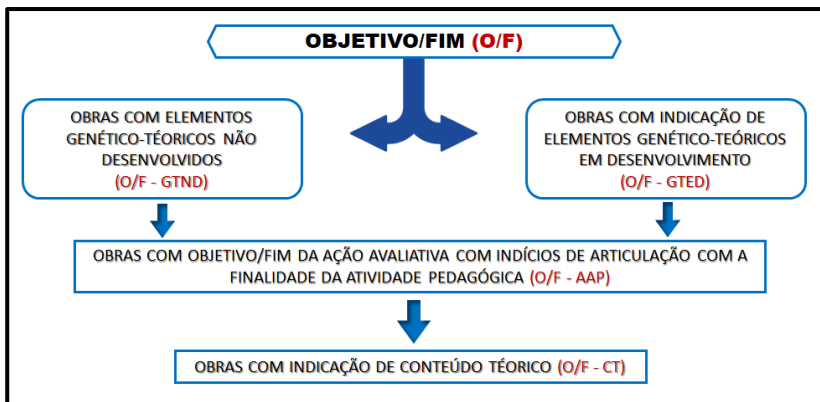 OBJETIVO/FIM (O/F)
OBRAS COM ELEMENTOS
GENÉTICO-TÉORICOS NÃO
DESENVOLVIDOS
(O/F - GTND)
OBRAS COM INDICAÇÃO DE
ELEMENTOS GENÉTICO-TEÓRICOS
EM DESENVOLVIMENTO
(O/F - GTED)
OBRAS COM OBJETIVO/FIM DA AÇÃO AVALIATIVA COM INDÍCIOS DE ARTICULAÇÃO COM A
FINALIDADE DA ATIVIDADE PEDAGÓGICA (O/F - AAP)
OBRAS COM INDICAÇÃO DE CONTEÚDO TÉORICO (O/F - CT)